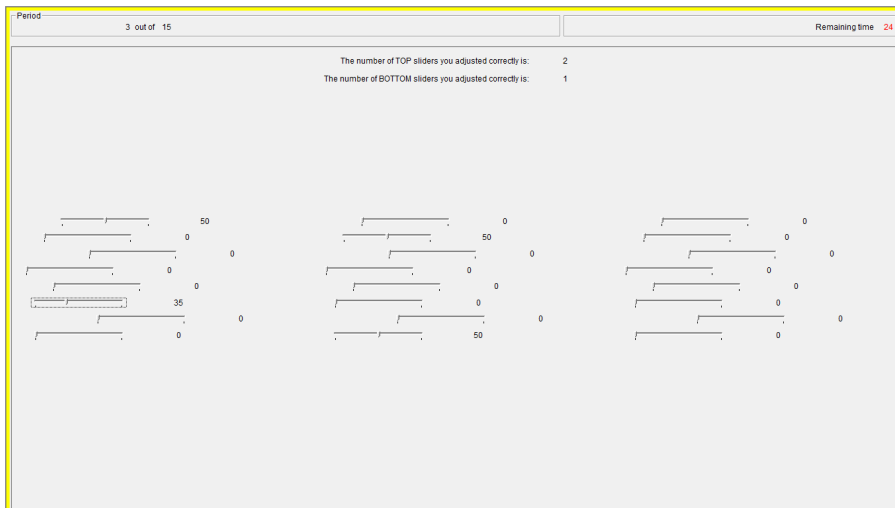 Period
3 out of 15
Remaining time 24
The number of TOP sliders you adjusted correctly is: 2
The number of BOTTOM sliders you adjusted correctly is: 1
50 0 0
0 50 0
0 0 0
0 0 0
0 0 0
35 0 0
0 0 0
0 50 0